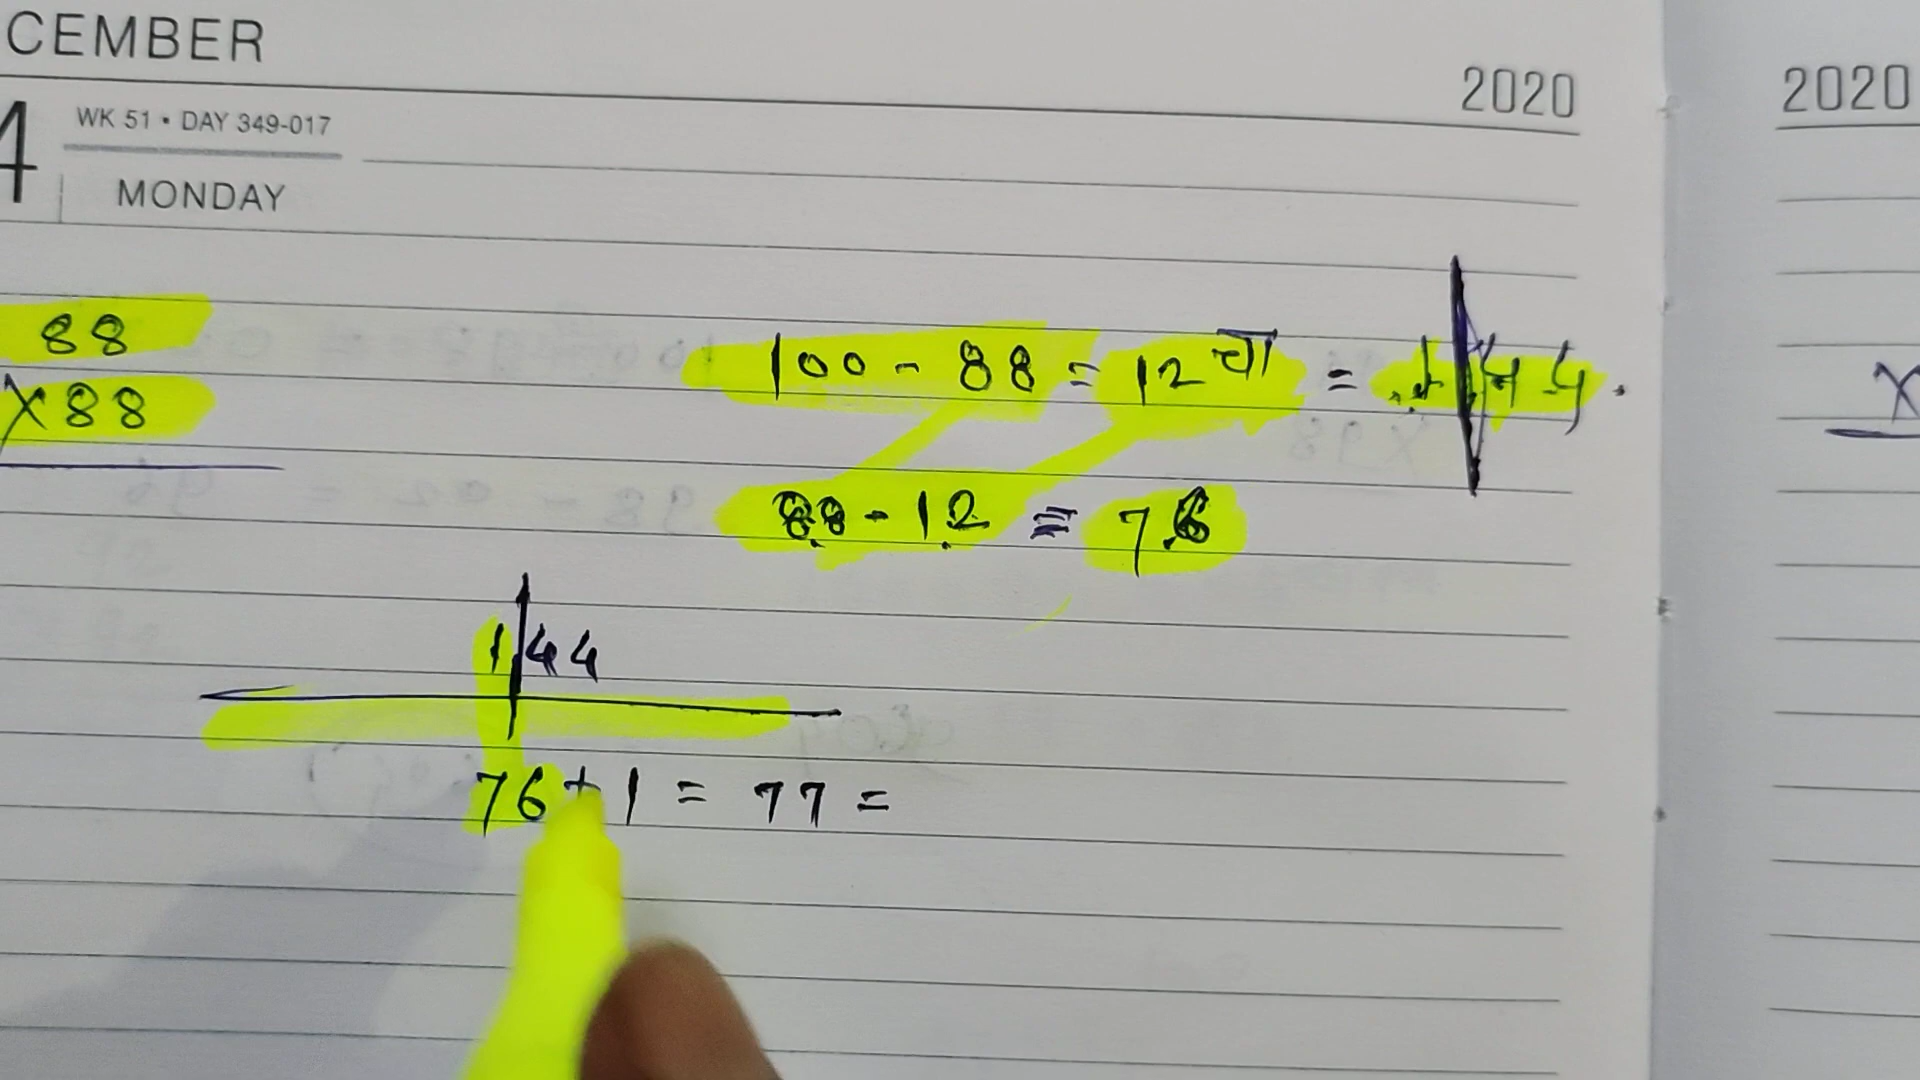 CEMBER
2020
2020
4
WK 51 • DAY 349-017
MONDAY
88
100 - 88 = 12 चा =
X 88
X
88 - 12 = 76
1 44
76 + 1 = 77 =